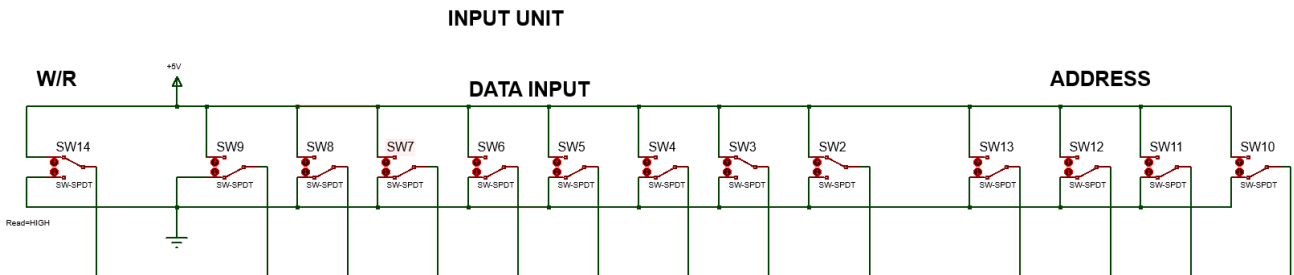 INPUT UNIT
W/R
+5V
DATA INPUT
ADDRESS
SW14
SW9
SW8
SW7
SW6
SW5
SW4
SW3
SW2
SW13
SW12
SW11
SW10
SW-SPDT
SW-SPDT
SW-SPDT
SW-SPDT
SW-SPDT
SW-SPDT
SW-SPDT
SW-SPDT
SW-SPDT
SW-SPDT
SW-SPDT
SW-SPDT
SW-SPDT
Read=HIGH